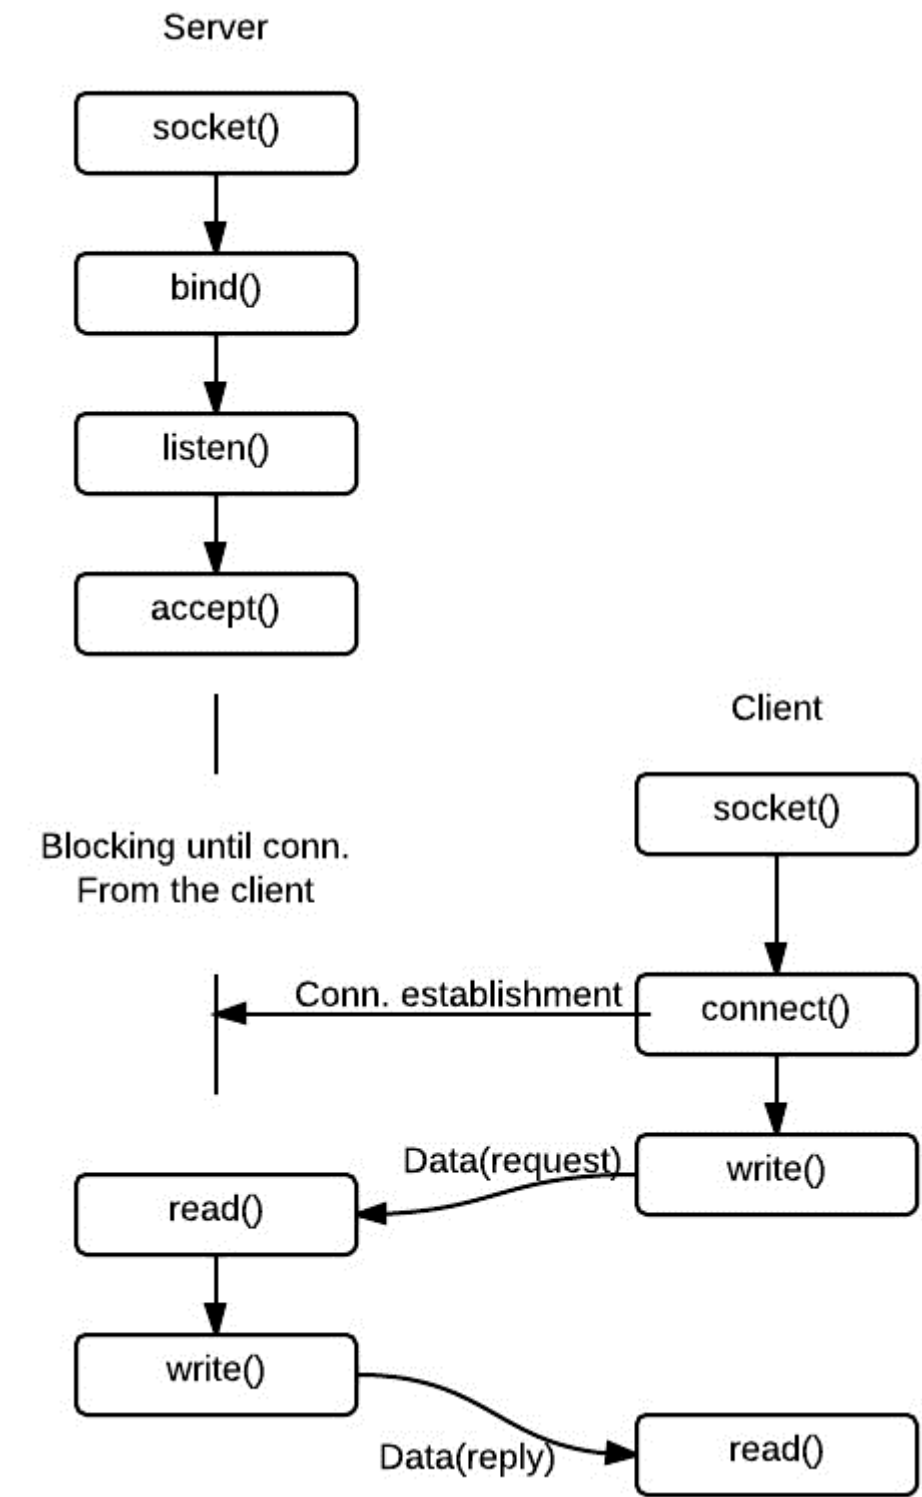 Server
socket()
bind()
listen()
accept()
Blocking until conn.
From the client
Client
socket()
Conn. establishment
connect()
Data(request)
write()
read()
write()
Data(reply)
read()